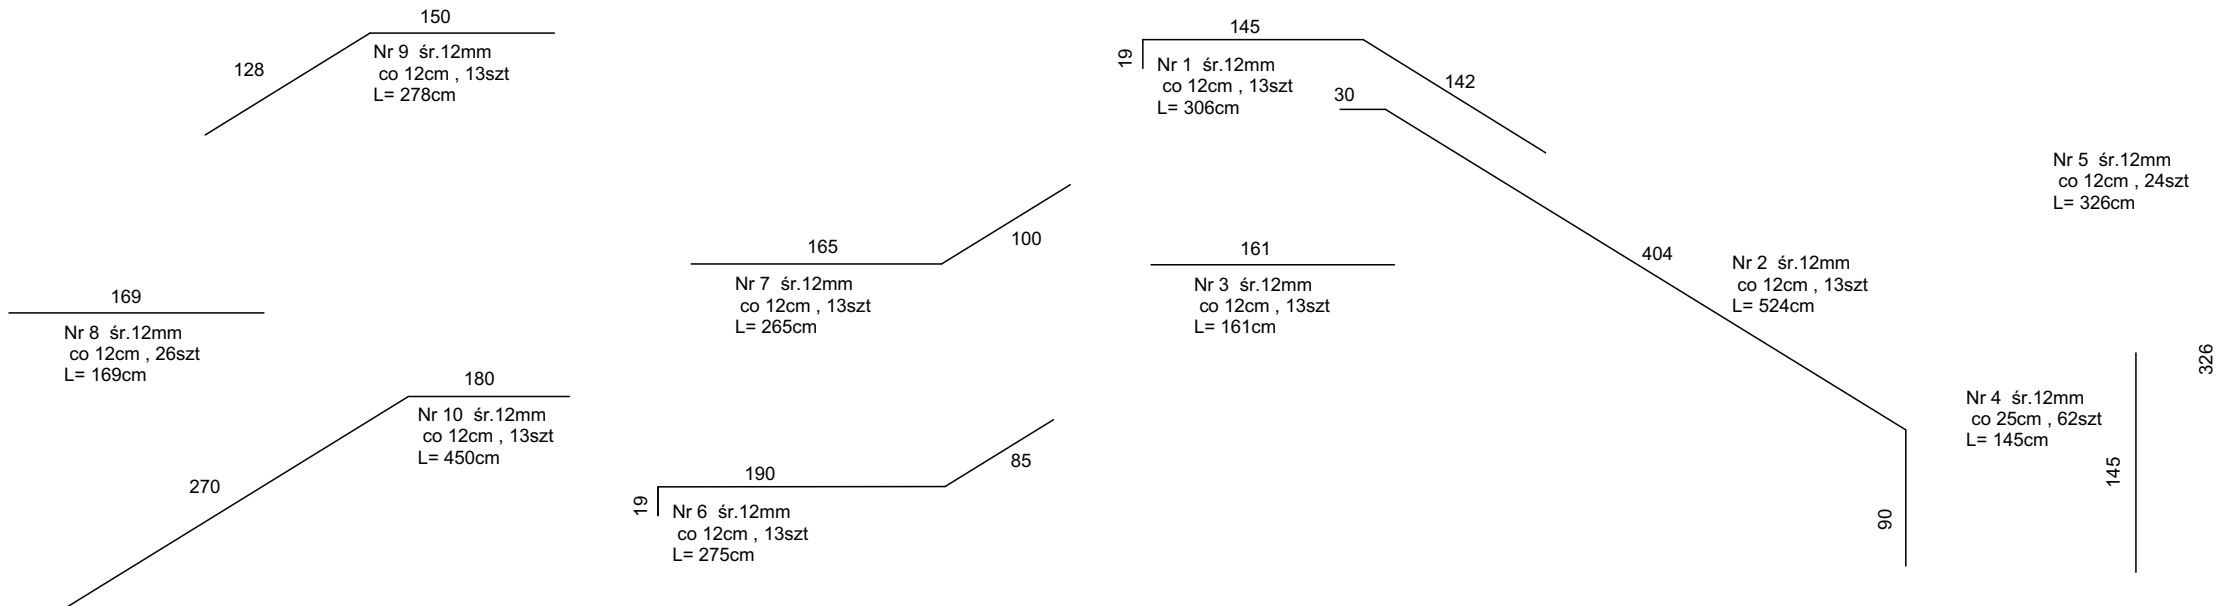 150
128
Nr 9 śr.12mm
co 12cm , 13szt
L= 278cm
145
19
Nr 1 śr.12mm
co 12cm , 13szt
L= 306cm
142
30
404
Nr 2 śr.12mm
co 12cm , 13szt
L= 524cm
90
Nr 5 śr.12mm
co 12cm , 24szt
L= 326cm
326
165
100
Nr 7 śr.12mm
co 12cm , 13szt
L= 265cm
161
Nr 3 śr.12mm
co 12cm , 13szt
L= 161cm
169
Nr 8 śr.12mm
co 12cm , 26szt
L= 169cm
180
270
Nr 10 śr.12mm
co 12cm , 13szt
L= 450cm
190
19
85
Nr 6 śr.12mm
co 12cm , 13szt
L= 275cm
Nr 4 śr.12mm
co 25cm , 62szt
L= 145cm
145